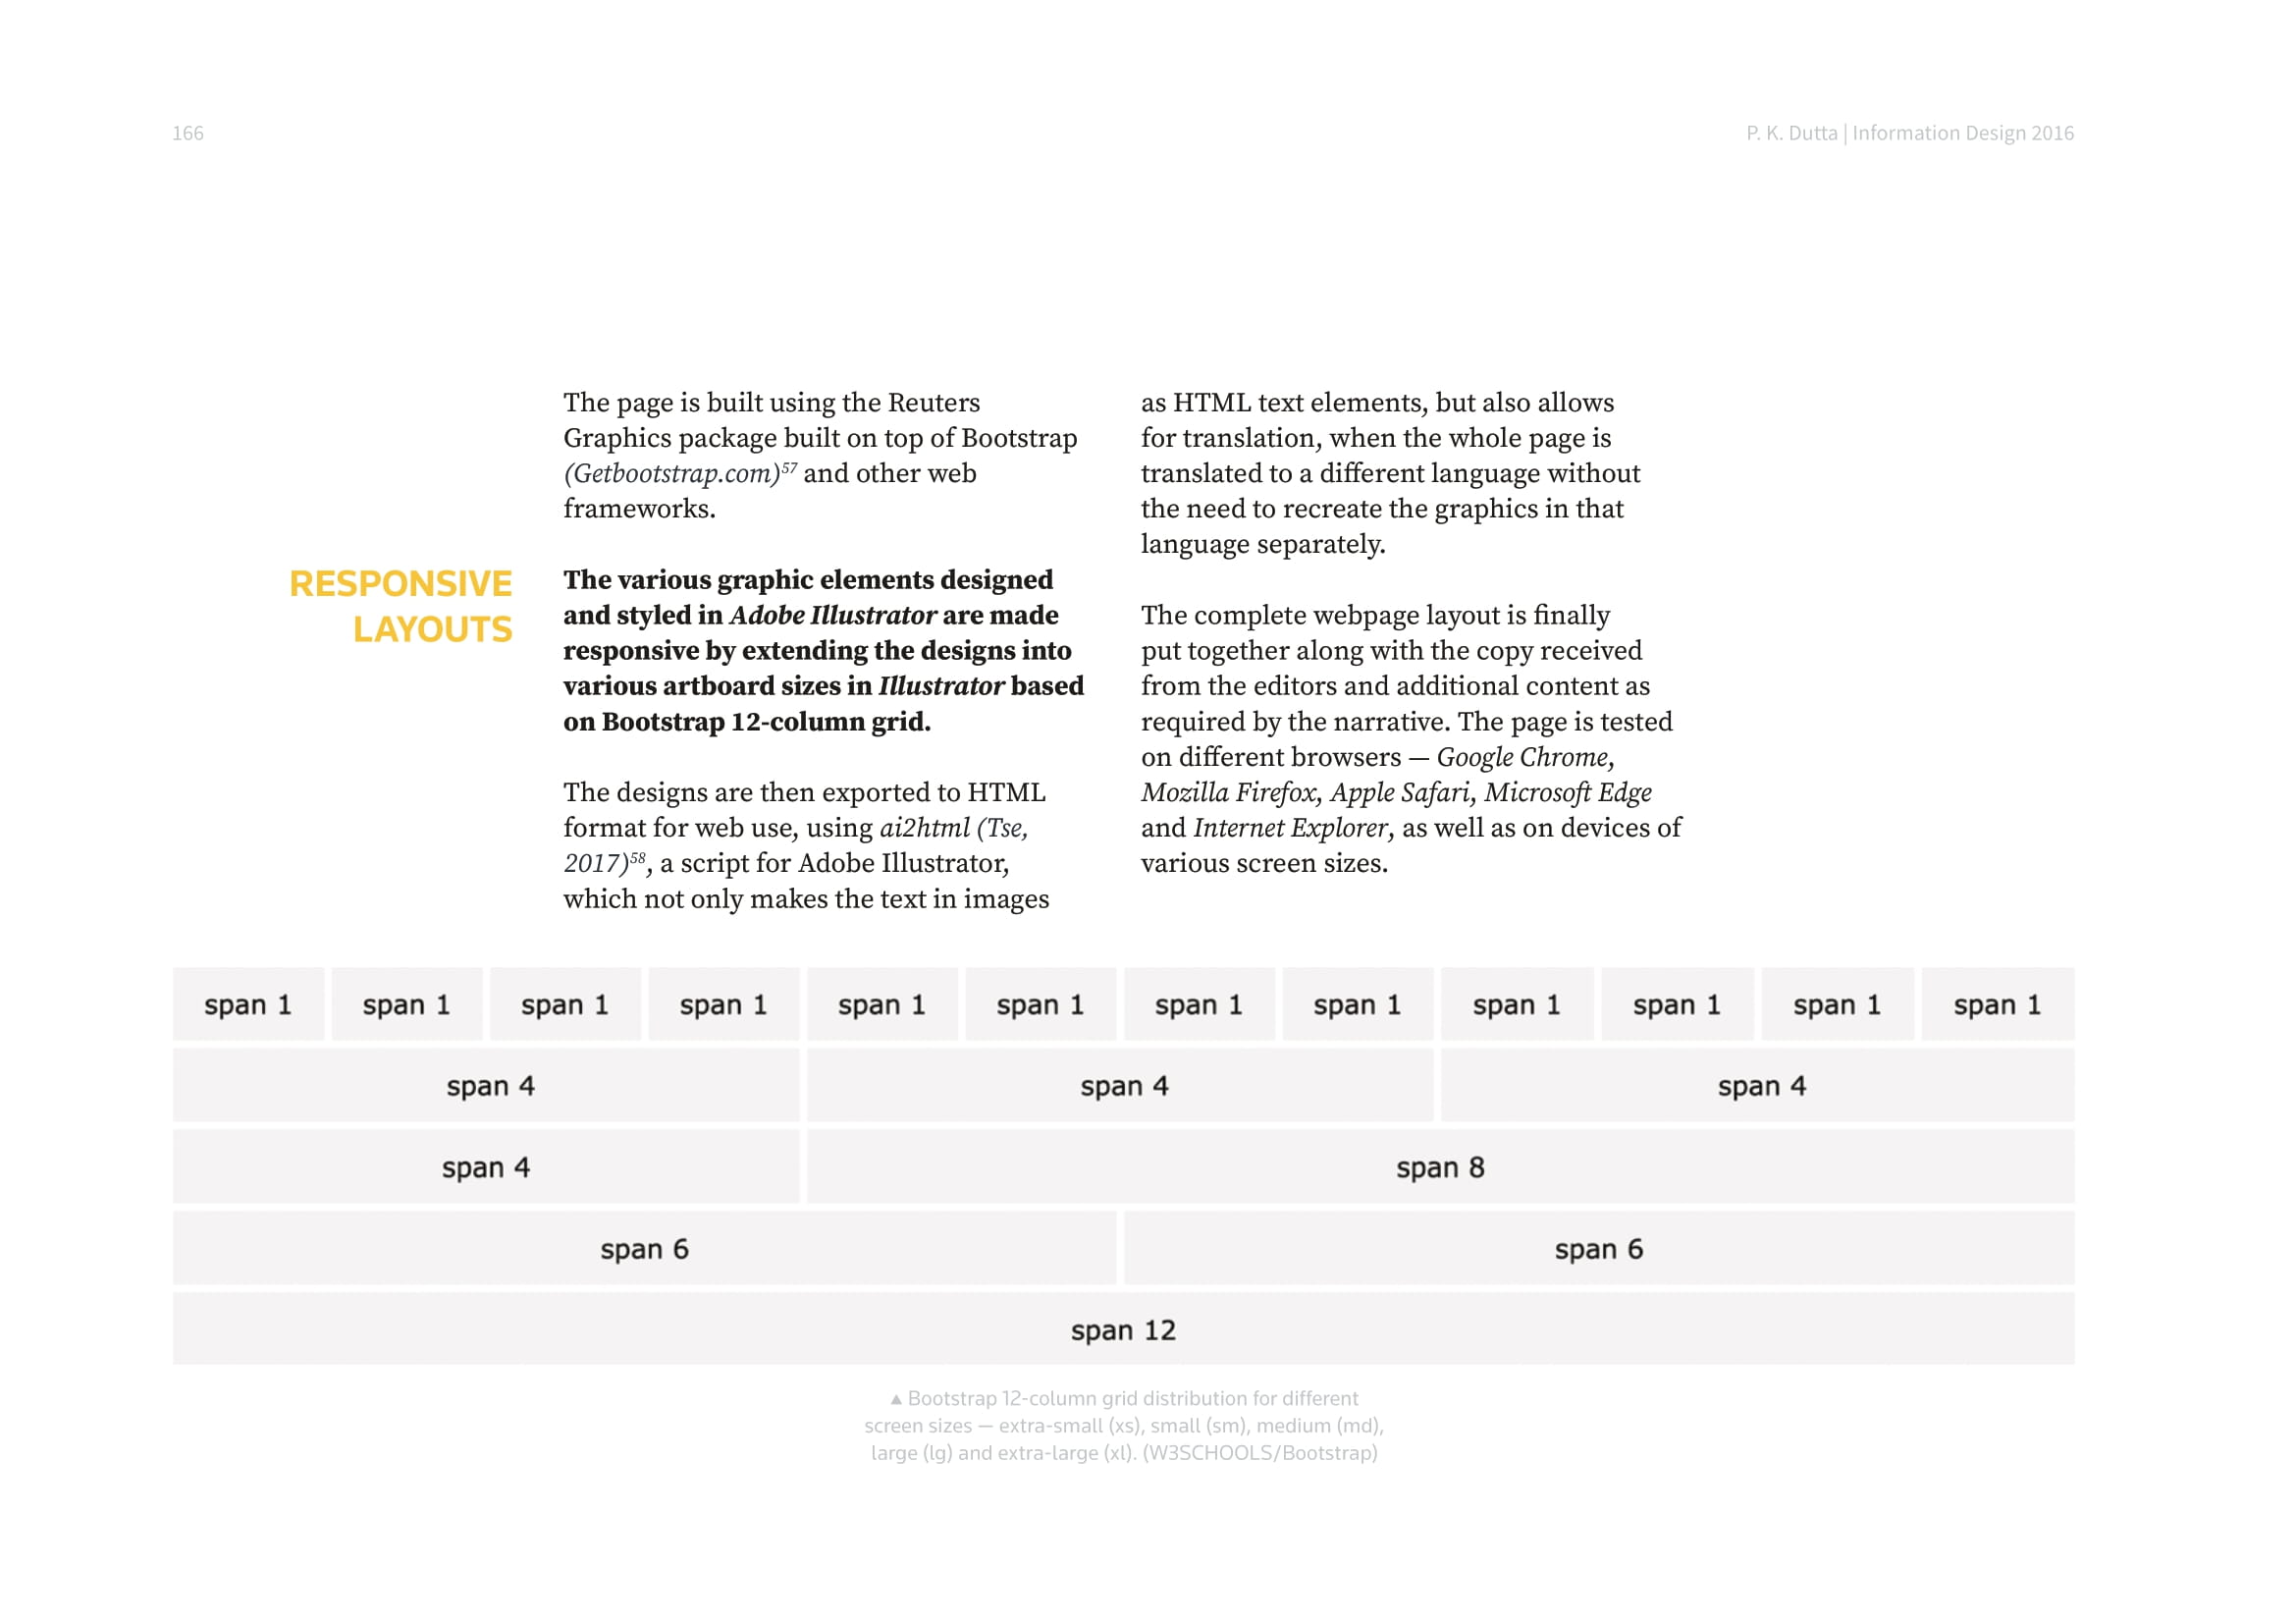 166
P. K. Dutta | Information Design 2016
The page is built using the Reuters
Graphics package built on top of Bootstrap
(Getbootstrap.com)57 and other web
frameworks.
RESPONSIVE
LAYOUTS
The various graphic elements designed
and styled in Adobe Illustrator are made
responsive by extending the designs into
various artboard sizes in Illustrator based
on Bootstrap 12-column grid.
The designs are then exported to HTML
format for web use, using ai2html (Tse,
2017)58, a script for Adobe Illustrator,
which not only makes the text in images
as HTML text elements, but also allows
for translation, when the whole page is
translated to a different language without
the need to recreate the graphics in that
language separately.
The complete webpage layout is finally
put together along with the copy received
from the editors and additional content as
required by the narrative. The page is tested
on different browsers — Google Chrome,
Mozilla Firefox, Apple Safari, Microsoft Edge
and Internet Explorer, as well as on devices of
various screen sizes.
span 1 span 1 span 1 span 1 span 1 span 1 span 1 span 1 span 1 span 1 span 1 span 1
span 4 span 4 span 4
span 4 span 8
span 6 span 6
span 12
▲ Bootstrap 12-column grid distribution for different
screen sizes — extra-small (xs), small (sm), medium (md),
large (lg) and extra-large (xl). (W3SCHOOLS/Bootstrap)